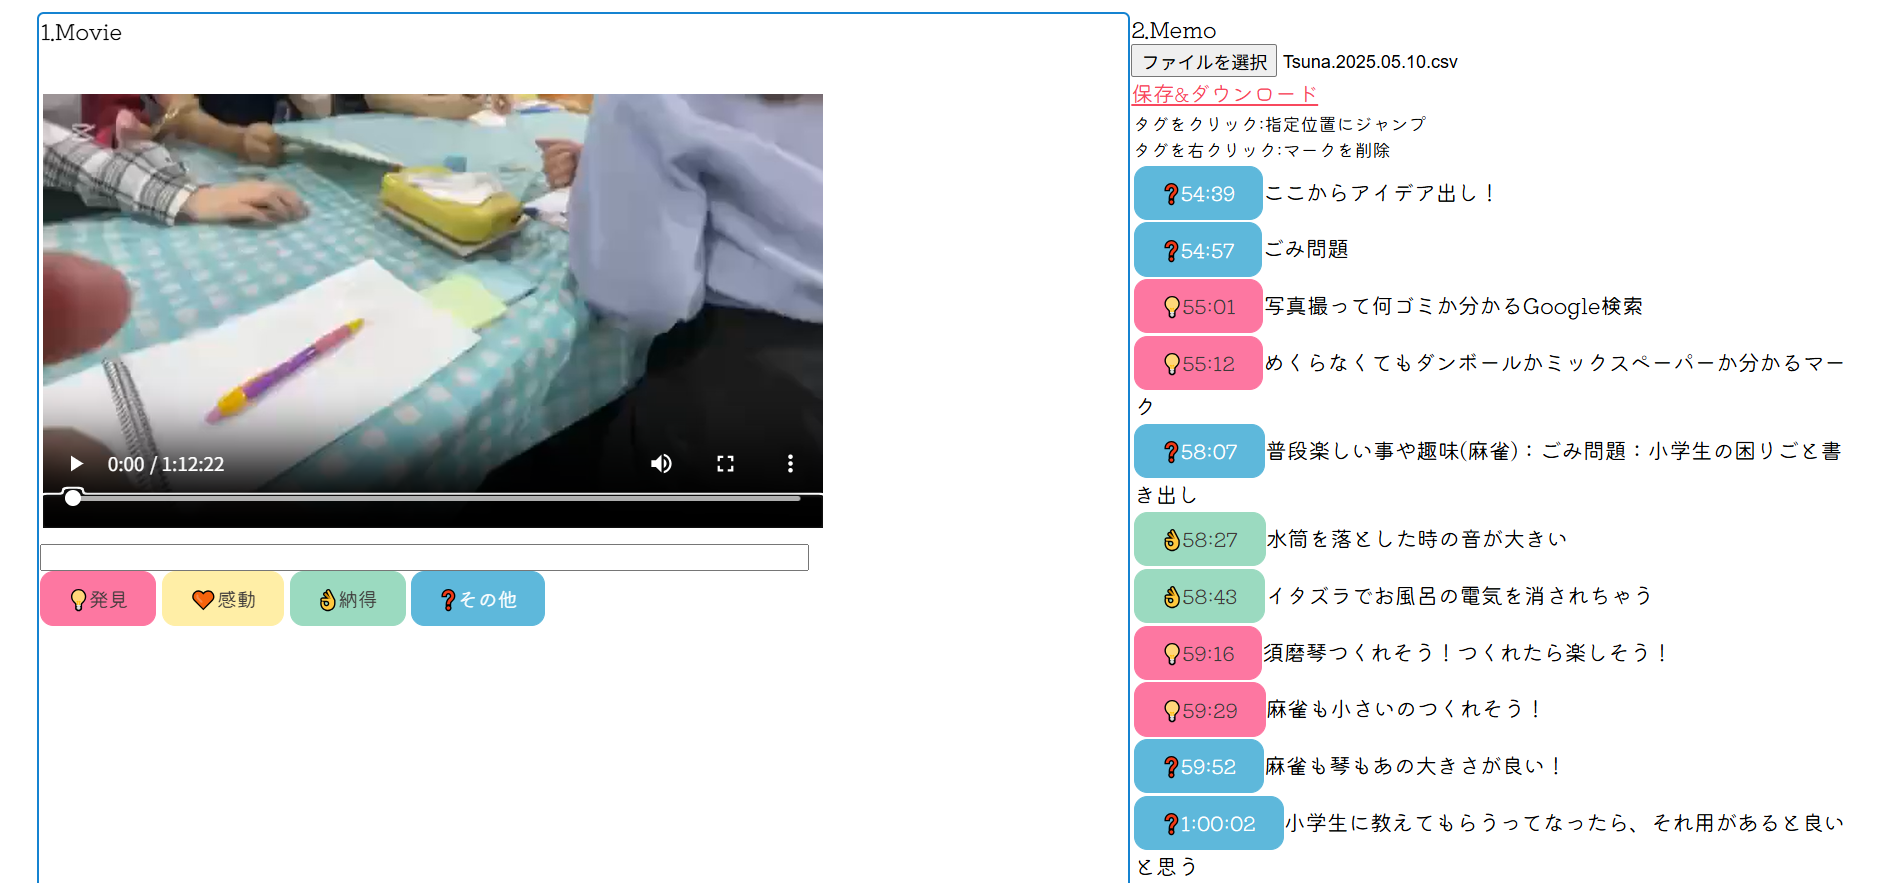 1.Movie
0:00 / 1:12:22
発見
感動
納得
その他
2.Memo
ファイルを選択 Tsuna.2025.05.10.csv
保存&ダウンロード
タグをクリック:指定位置にジャンプ
タグを右クリック:マークを削除
54:39 ここからアイデア出し！
54:57 ごみ問題
55:01 写真撮って何ゴミか分かるGoogle検索
55:12 めくらなくてもダンボールかミックスペーパーか分かるマー
ク
58:07 普段楽しい事や趣味(麻雀)：ごみ問題：小学生の困りごと書
き出し
58:27 水筒を落とした時の音が大きい
58:43 イタズラでお風呂の電気を消されちゃう
59:16 須磨琴つくれそう！つくれたら楽しそう！
59:29 麻雀も小さいのつくれそう！
59:52 麻雀も琴もあの大きさが良い！
1:00:02 小学生に教えてもらうってなったら、それ用があると良い
と思う